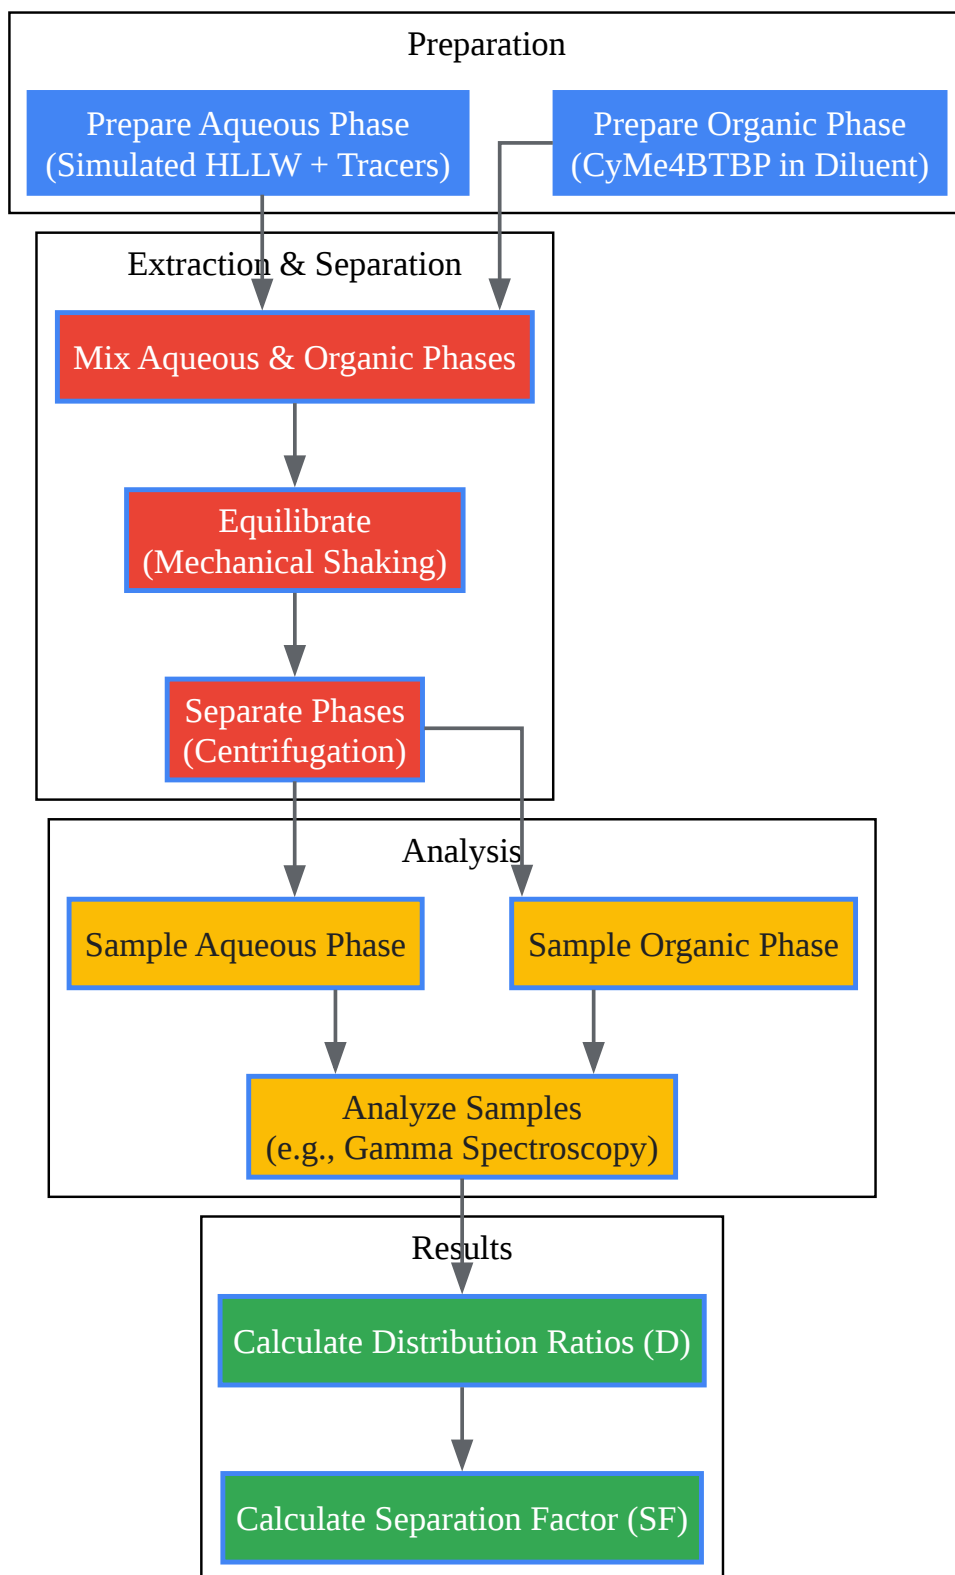 Preparation
Prepare Aqueous Phase
(Simulated HLLW + Tracers)
Prepare Organic Phase
(CyMe4BTBP in Diluent)
Extraction & Separation
Mix Aqueous & Organic Phases
Equilibrate
(Mechanical Shaking)
Separate Phases
(Centrifugation)
Analysis
Sample Aqueous Phase
Sample Organic Phase
Analyze Samples
(e.g., Gamma Spectroscopy)
Results
Calculate Distribution Ratios (D)
Calculate Separation Factor (SF)